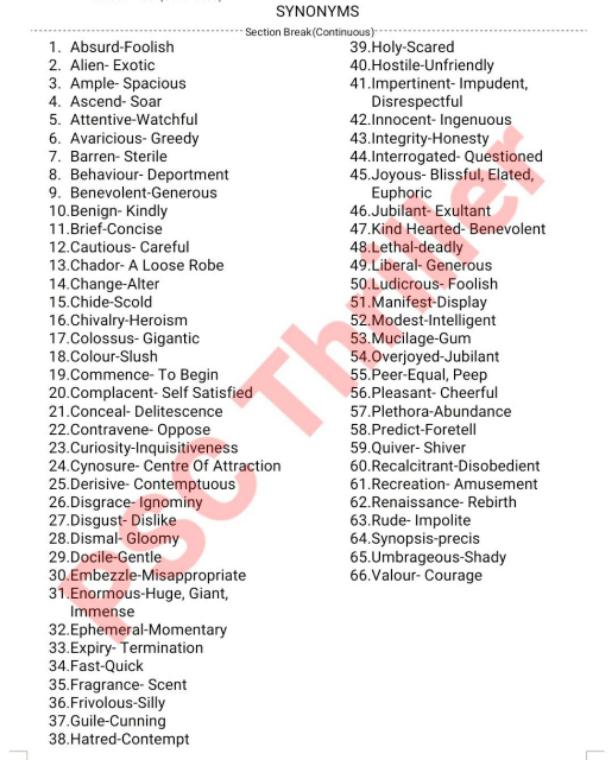 SYNONYMS
Section Break(Continuous)
1. Absurd-Foolish
2. Alien- Exotic
3. Ample- Spacious
4. Ascend- Soar
5. Attentive-Watchful
6. Avaricious- Greedy
7. Barren- Sterile
8. Behaviour- Deportment
9. Benevolent-Generous
10.Benign- Kindly
11.Brief-Concise
12.Cautious- Careful
13.Chador- A Loose Robe
14.Change-Alter
15.Chide-Scold
16.Chivalry-Heroism
17.Colossus- Gigantic
18.Colour-Slush
19.Commence- To Begin
20.Complacent- Self Satisfied
21.Conceal- Delitescence
22.Contravene- Oppose
23.Curiosity-Inquisitiveness
24.Cynosure- Centre Of Attraction
25.Derisive- Contemptuous
26.Disgrace- Ignominy
27.Disgust- Dislike
28.Dismal- Gloomy
29.Docile-Gentle
30.Embezzle-Misappropriate
31.Enormous-Huge, Giant,
Immense
32.Ephemeral-Momentary
33.Expiry- Termination
34.Fast-Quick
35.Fragrance- Scent
36.Frivolous-Silly
37.Guile-Cunning
38.Hatred-Contempt
39.Holy-Scared
40.Hostile-Unfriendly
41.Impertinent- Impudent,
Disrespectful
42.Innocent- Ingenuous
43.Integrity-Honesty
44.Interrogated- Questioned
45.Joyous- Blissful, Elated,
Euphoric
46.Jubilant- Exultant
47.Kind Hearted- Benevolent
48.Lethal-deadly
49.Liberal- Generous
50.Ludicrous- Foolish
51.Manifest-Display
52.Modest-Intelligent
53.Mucilage-Gum
54.Overjoyed-Jubilant
55.Peer-Equal, Peep
56.Pleasant- Cheerful
57.Plethora-Abundance
58.Predict-Foretell
59.Quiver- Shiver
60.Recalcitrant-Disobedient
61.Recreation- Amusement
62.Renaissance- Rebirth
63.Rude- Impolite
64.Synopsis-precis
65.Umbrageous-Shady
66.Valour- Courage
PSC Thriller